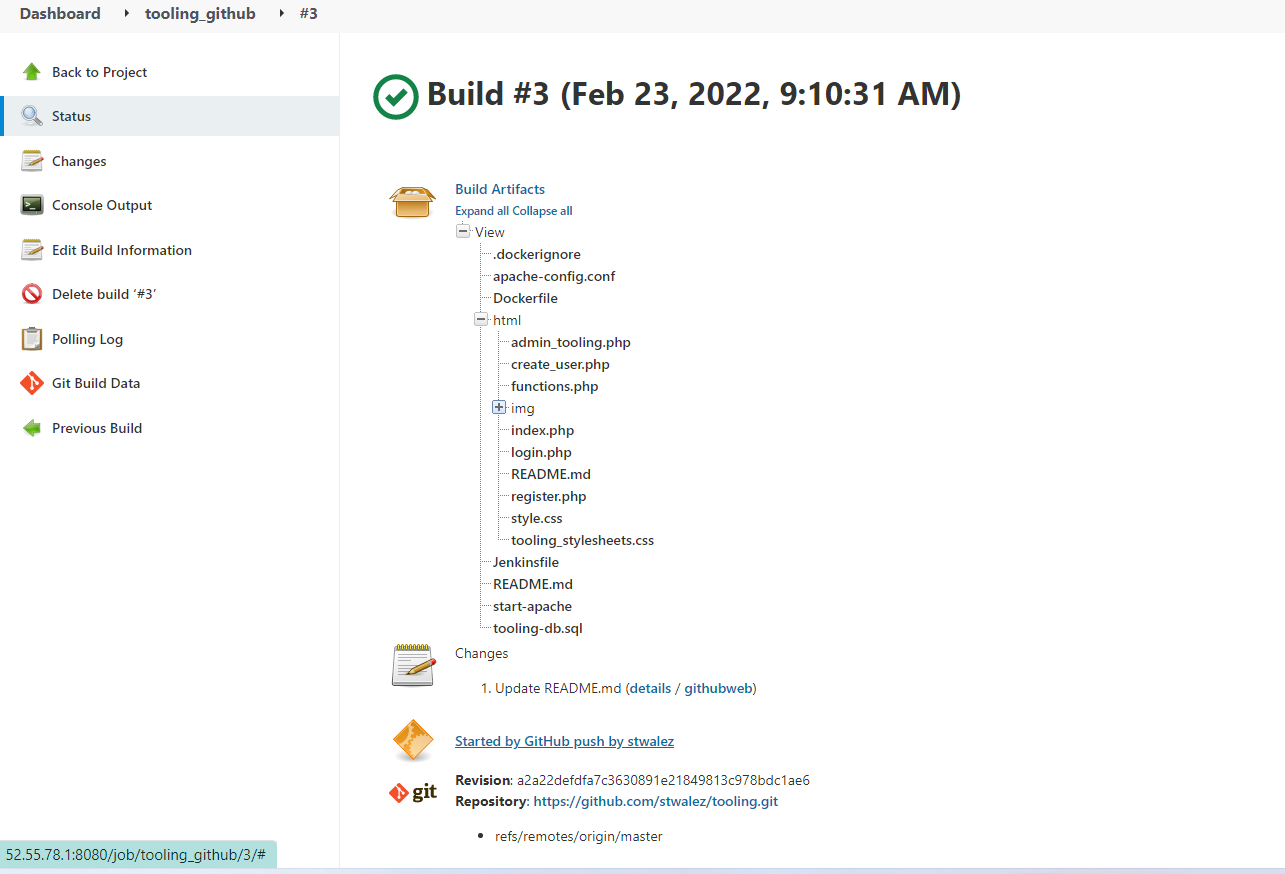 Dashboard tooling_github #3
Back to Project
Status
Changes
Console Output
Edit Build Information
Delete build ‘#3’
Polling Log
Git Build Data
Previous Build
Build #3 (Feb 23, 2022, 9:10:31 AM)
Build Artifacts
Expand all Collapse all
View
.dockerignore
apache-config.conf
Dockerfile
html
admin_tooling.php
create_user.php
functions.php
img
index.php
login.php
README.md
register.php
style.css
tooling_stylesheets.css
Jenkinsfile
README.md
start-apache
tooling-db.sql
Changes
1. Update README.md (details / githubweb)
Started by GitHub push by stwalez
git
Revision: a2a22defdfa7c3630891e21849813c978bdc1ae6
Repository: https://github.com/stwalez/tooling.git
refs/remotes/origin/master
52.55.78.1:8080/job/tooling_github/3/#